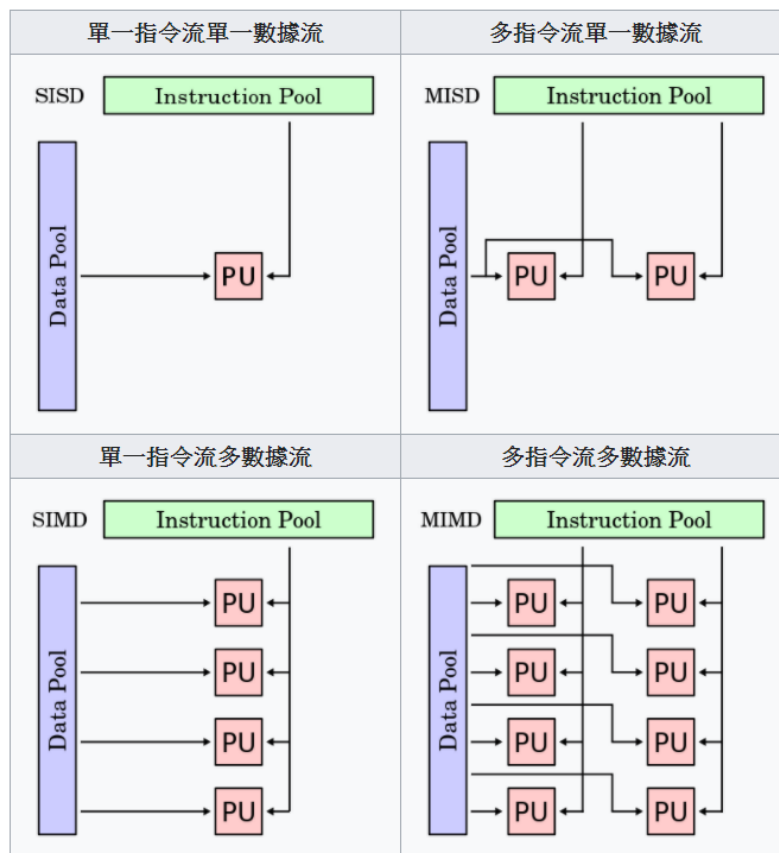 單一指令流單一數據流
多指令流單一數據流
SISD
Instruction Pool
Data Pool
PU
MISD
Instruction Pool
Data Pool
PU
PU
單一指令流多數據流
多指令流多數據流
SIMD
Instruction Pool
Data Pool
PU
PU
PU
PU
MIMD
Instruction Pool
Data Pool
PU
PU
PU
PU
PU
PU
PU
PU